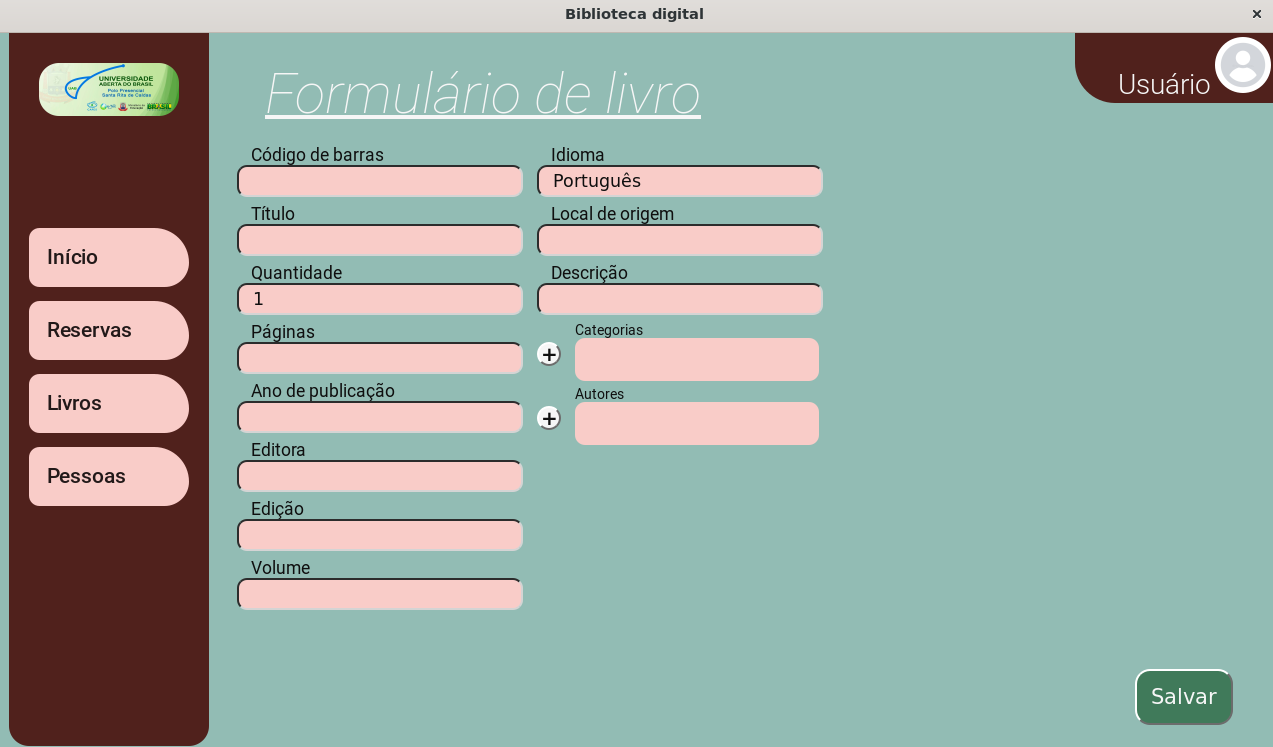 Biblioteca digital
UNIVERSIDADE
ABERTA DO BRASIL
Polo Presencial
Santa Rita de Caldas
Formulário de livro
Usuário
Início
Reservas
Livros
Pessoas
Código de barras
Título
Quantidade
1
Páginas
Ano de publicação
Editora
Edição
Volume
Idioma
Português
Local de origem
Descrição
+ Categorias
+ Autores
Salvar